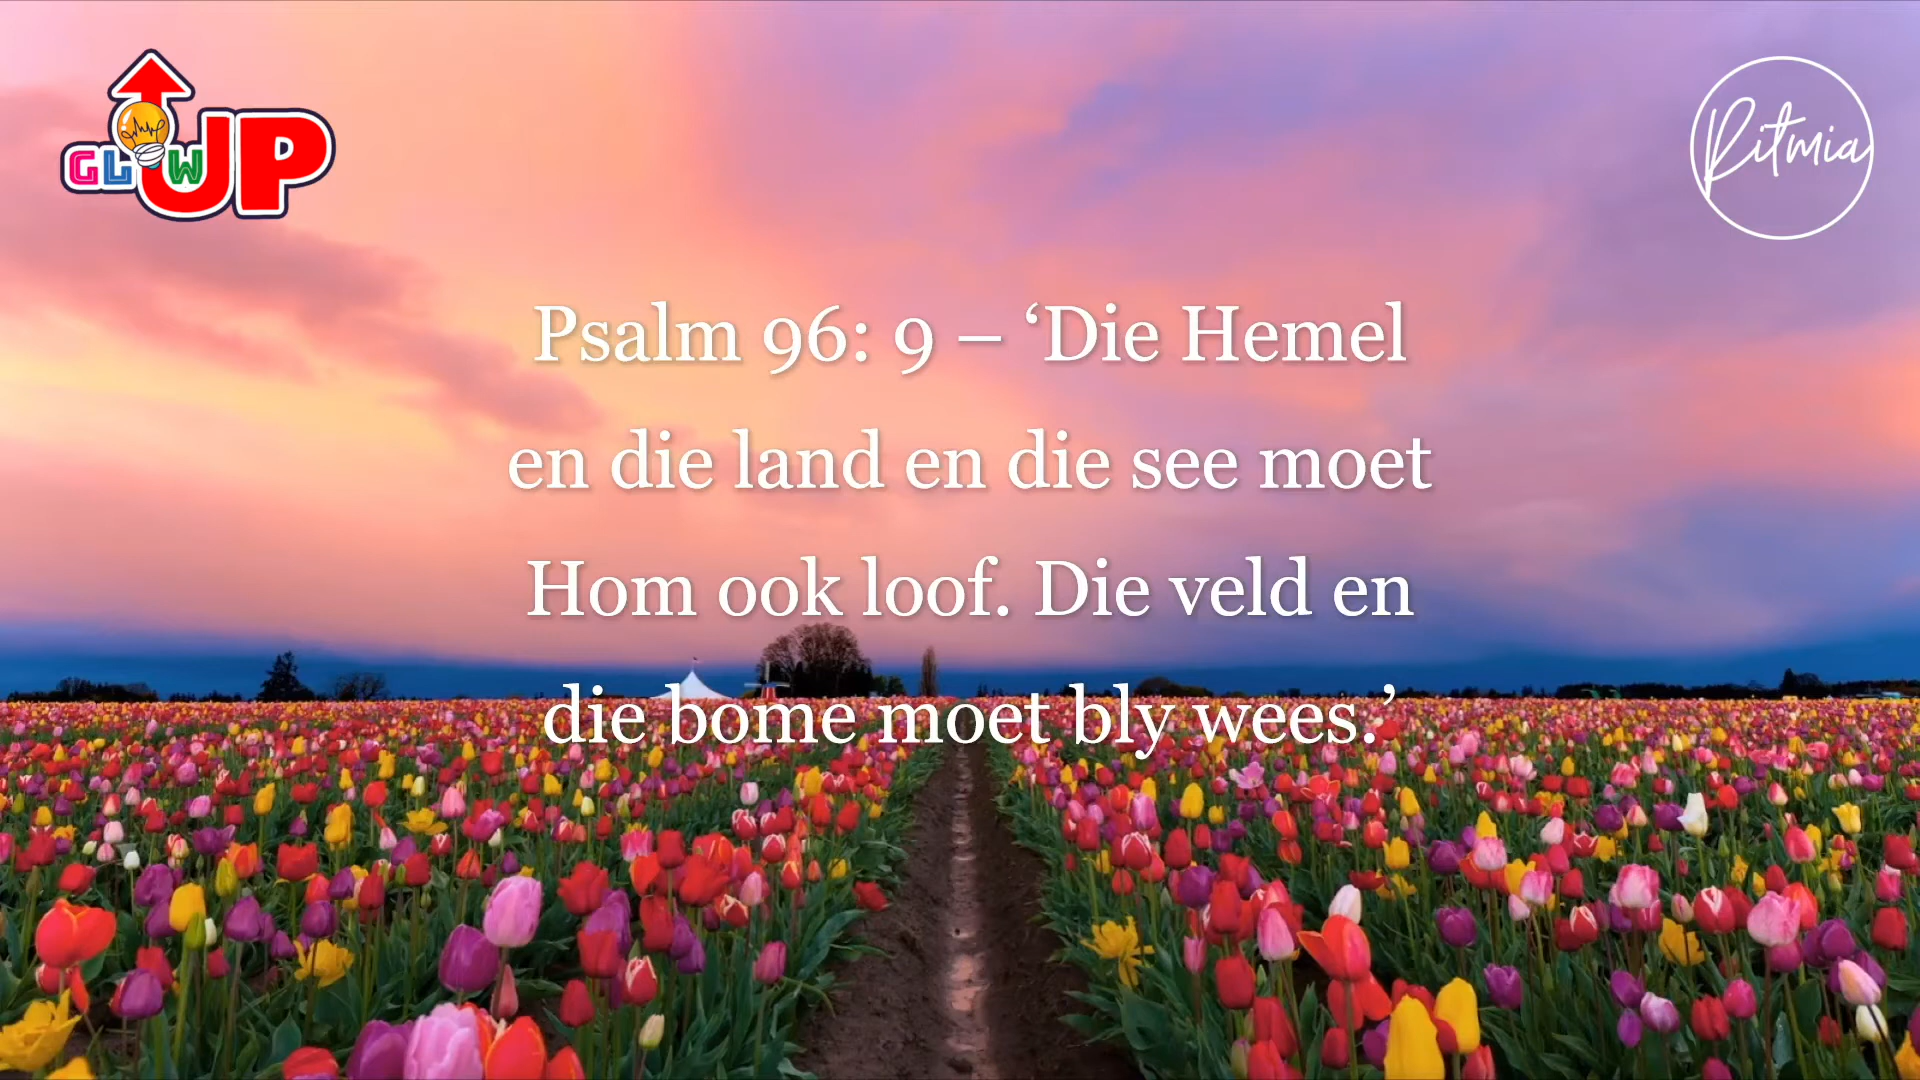 GLOW UP
Ritmia
Psalm 96: 9 – ‘Die Hemel
en die land en die see moet
Hom ook loof. Die veld en
die bome moet bly wees.’